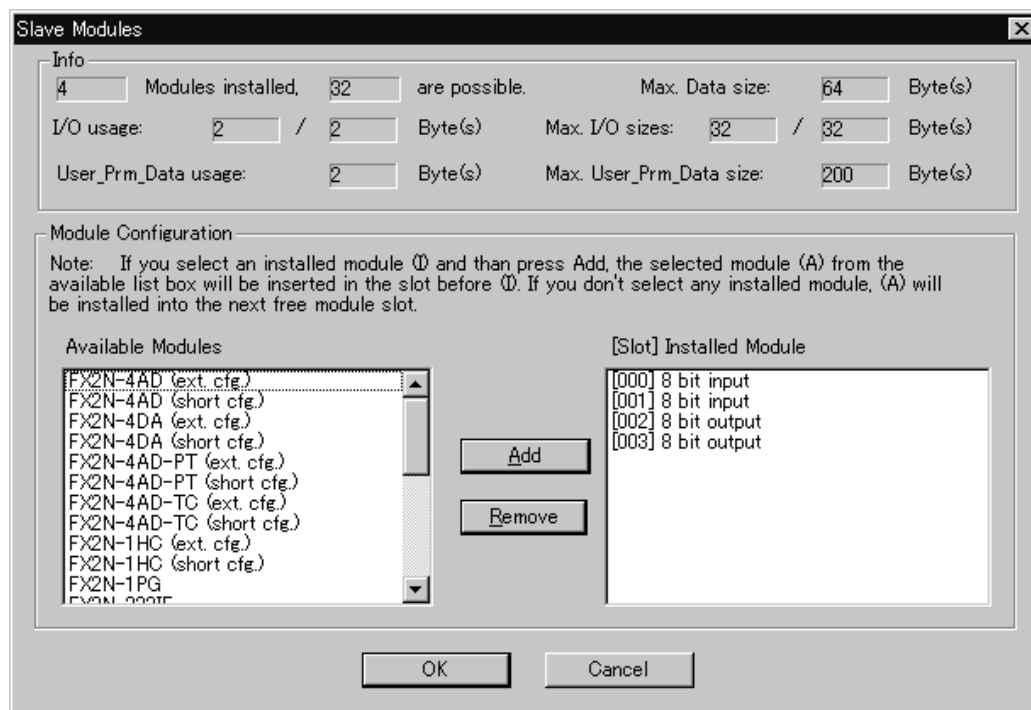 Slave Modules
Info
4 Modules installed, 32 are possible. Max. Data size: 64 Byte(s)
I/O usage: 2 / 2 Byte(s) Max. I/O sizes: 32 / 32 Byte(s)
User_Prm_Data usage: 2 Byte(s) Max. User_Prm_Data size: 200 Byte(s)
Module Configuration
Note: If you select an installed module (I) and than press Add, the selected module (A) from the
available list box will be inserted in the slot before (I). If you don't select any installed module, (A) will
be installed into the next free module slot.
Available Modules
FX2N-4AD (ext. cfg.)
FX2N-4AD (short cfg.)
FX2N-4DA (ext. cfg.)
FX2N-4DA (short cfg.)
FX2N-4AD-PT (ext. cfg.)
FX2N-4AD-PT (short cfg.)
FX2N-4AD-TC (ext. cfg.)
FX2N-4AD-TC (short cfg.)
FX2N-1HC (ext. cfg.)
FX2N-1HC (short cfg.)
FX2N-1PG
Add
Remove
[Slot] Installed Module
[000] 8 bit input
[001] 8 bit input
[002] 8 bit output
[003] 8 bit output
OK
Cancel